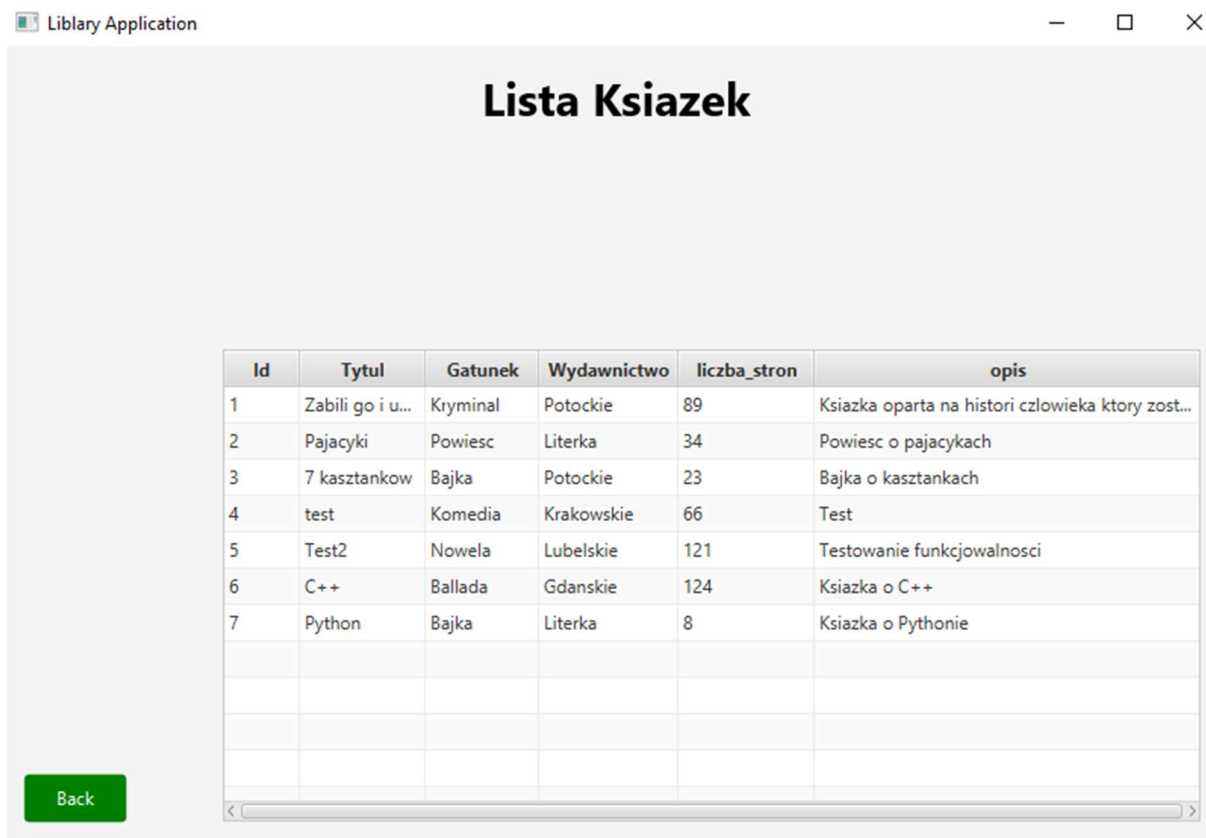 Liblary Application
Lista Ksiazek
Id Tytul Gatunek Wydawnictwo liczba_stron opis
1 Zabili go i u... Kryminal Potockie 89 Ksiazka oparta na histori czlowieka ktory zost...
2 Pajacyki Powiesc Literka 34 Powiesc o pajacykach
3 7 kasztankow Bajka Potockie 23 Bajka o kasztankach
4 test Komedia Krakowskie 66 Test
5 Test2 Nowela Lubelskie 121 Testowanie funkcjowalnosci
6 C++ Ballada Gdanskie 124 Ksiazka o C++
7 Python Bajka Literka 8 Ksiazka o Pythonie
Back